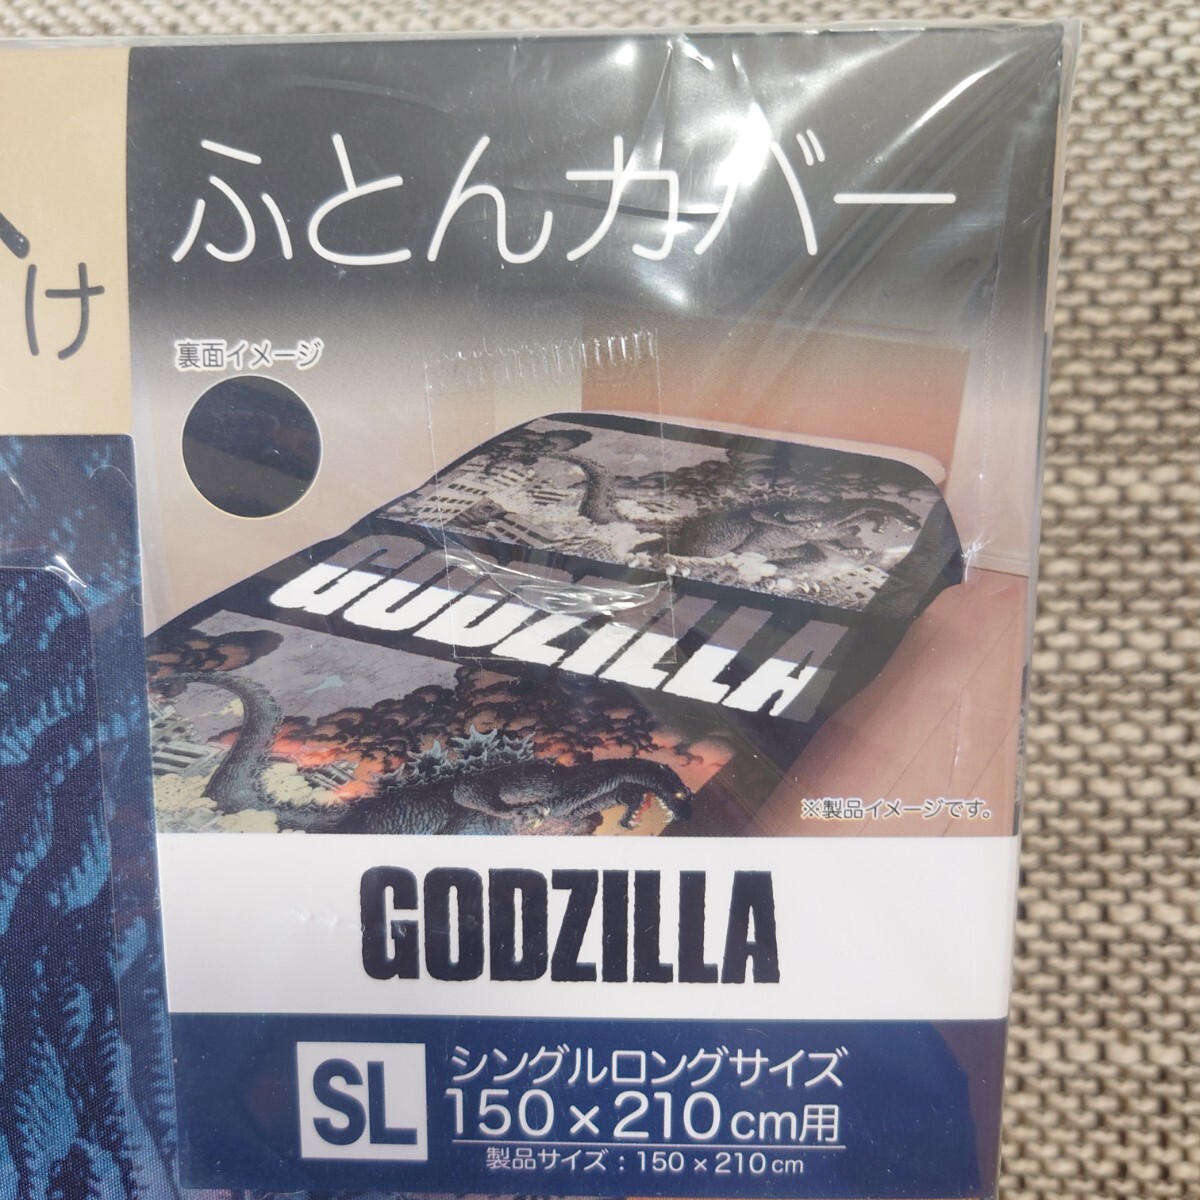 ふとんカバー
け
裏面イメージ
GODZILLA
※製品イメージです。
GODZILLA
SL
シングルロングサイズ
150×210cm用
製品サイズ:150×210cm